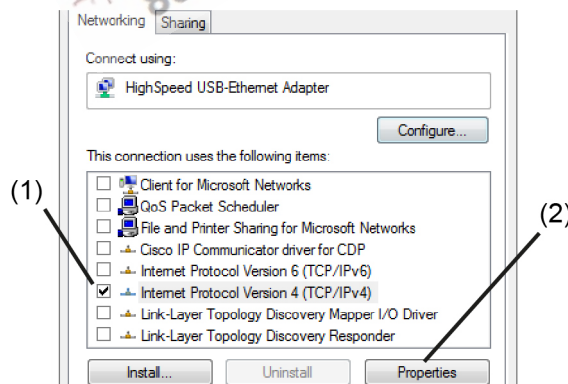 Networking Sharing
Connect using:
HighSpeed USB-Ethernet Adapter
Configure...
This connection uses the following items:
(1)
Client for Microsoft Networks
QoS Packet Scheduler
(2)
File and Printer Sharing for Microsoft Networks
Cisco IP Communicator driver for CDP
Internet Protocol Version 6 (TCP/IPv6)
Internet Protocol Version 4 (TCP/IPv4)
Link-Layer Topology Discovery Mapper I/O Driver
Link-Layer Topology Discovery Responder
Install... Uninstall Properties